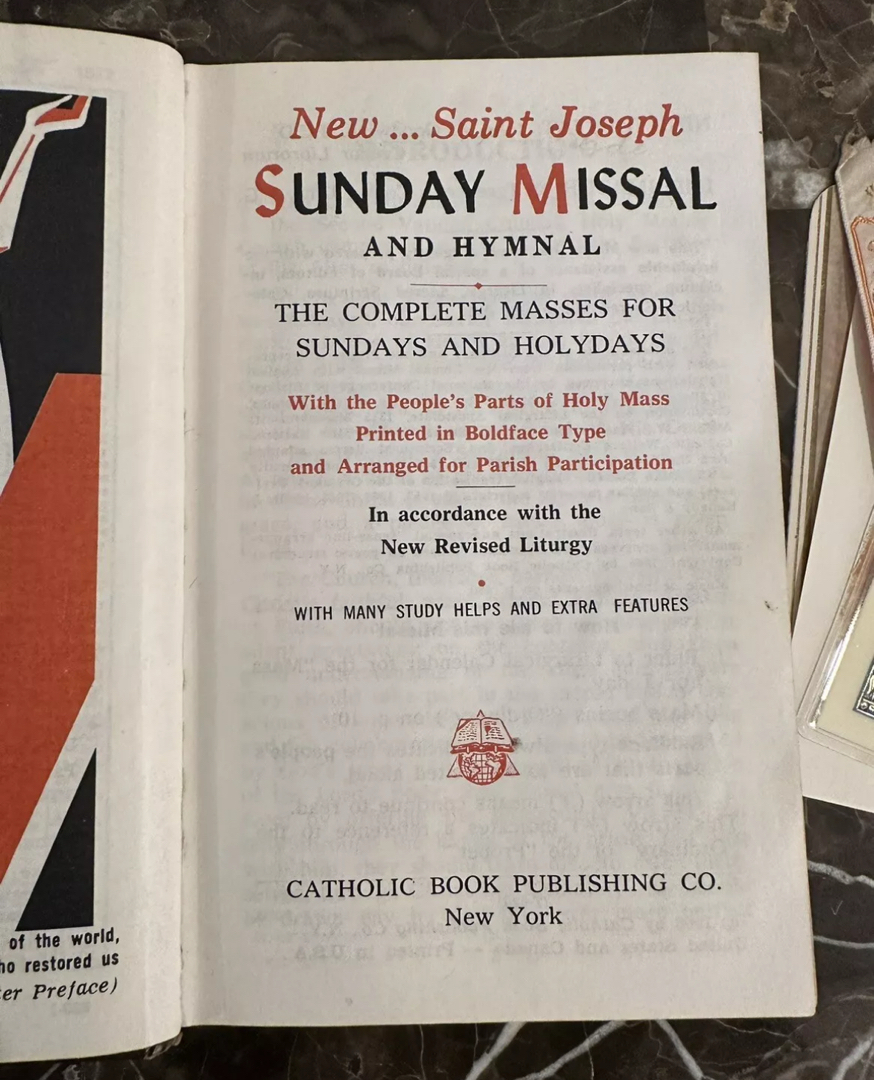 of the world,
ho restored us
ter Preface)
New ... Saint Joseph
SUNDAY MISSAL
AND HYMNAL
THE COMPLETE MASSES FOR
SUNDAYS AND HOLYDAYS
With the People's Parts of Holy Mass
Printed in Boldface Type
and Arranged for Parish Participation
In accordance with the
New Revised Liturgy
WITH MANY STUDY HELPS AND EXTRA FEATURES
CATHOLIC BOOK PUBLISHING CO.
New York